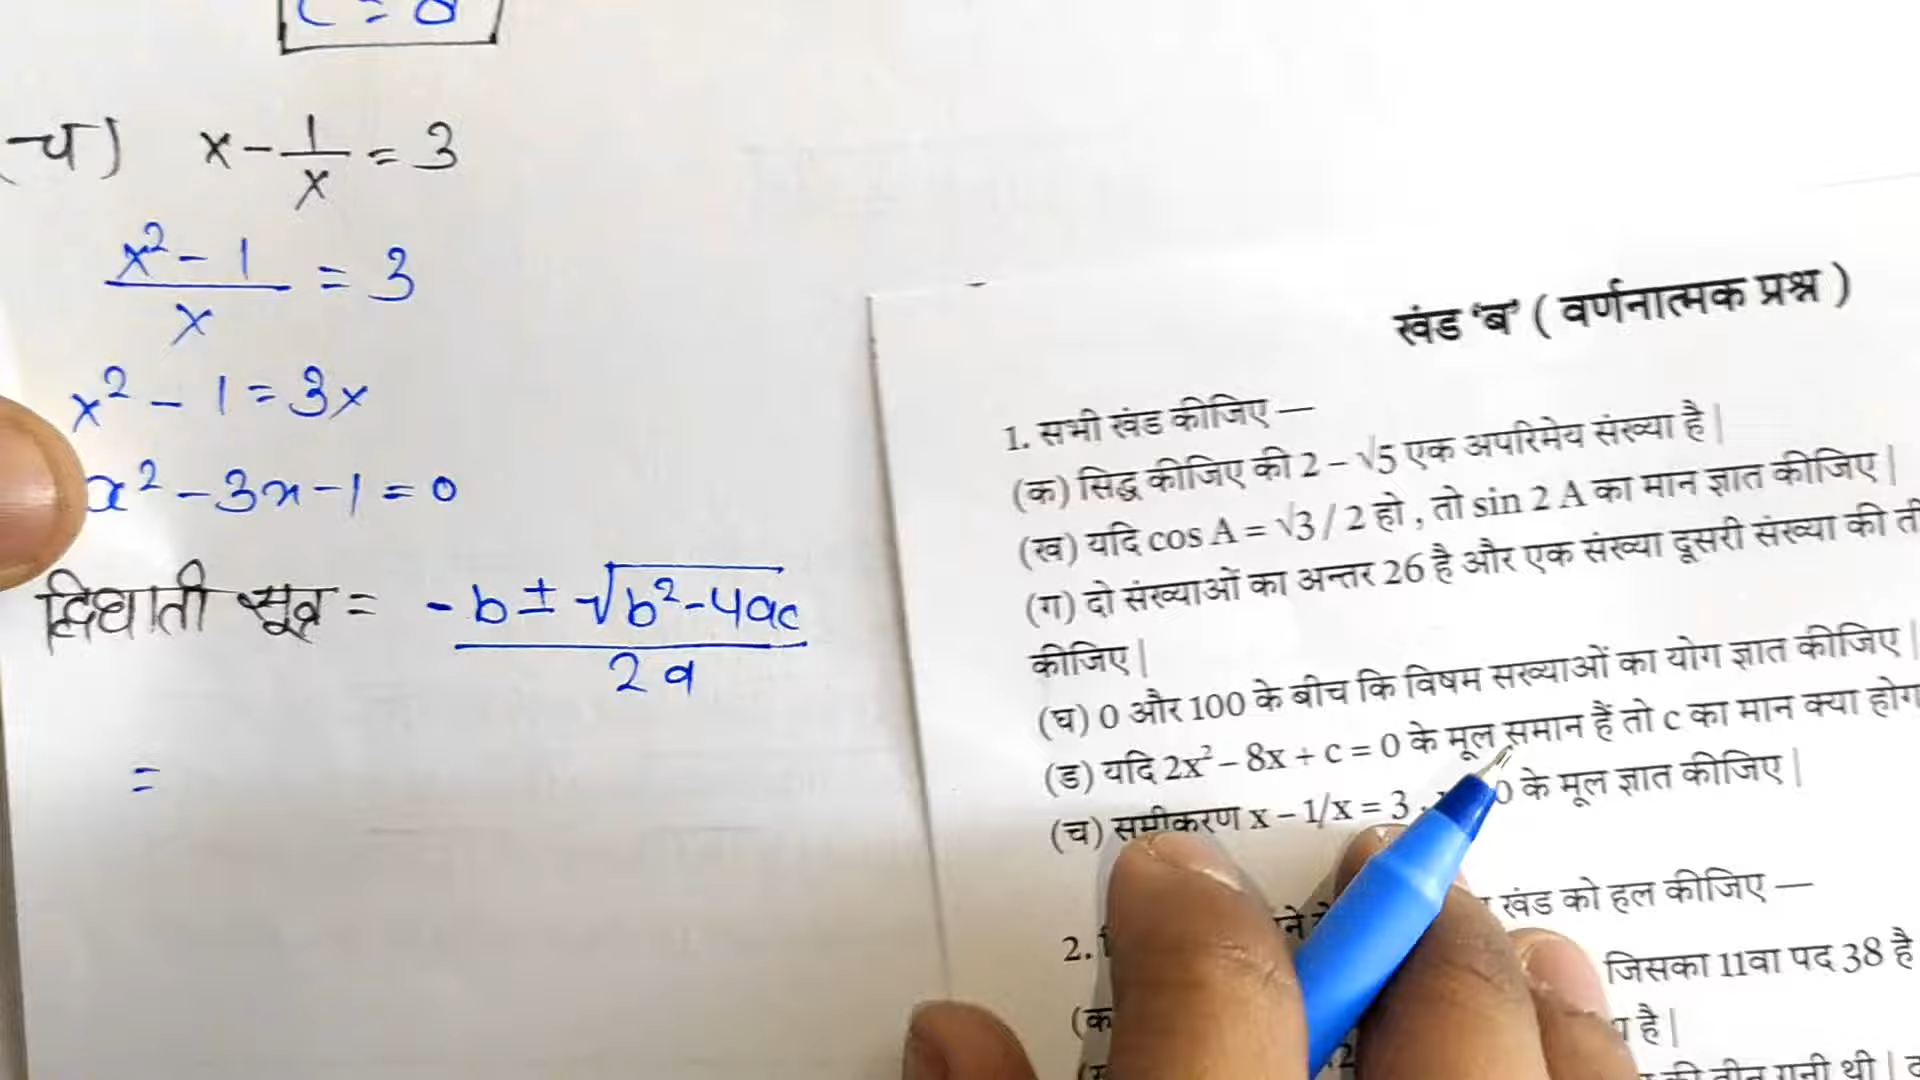 c = 8
(च) x - 1/x = 3
x² - 1 / x = 3
x² - 1 = 3x
x² - 3x - 1 = 0
द्विघाती सूत्र = -b ± √b² - 4ac / 2a
=
खंड ‘ब’ ( वर्णनात्मक प्रश्न )
1. सभी खंड कीजिए —
(क) सिद्ध कीजिए की 2 – √5 एक अपरिमेय संख्या है |
(ख) यदि cos A = √3 / 2 हो , तो sin 2 A का मान ज्ञात कीजिए |
(ग) दो संख्याओं का अन्तर 26 है और एक संख्या दूसरी संख्या की
कीजिए |
(घ) 0 और 100 के बीच कि विषम सख्याओं का योग ज्ञात कीजिए |
(ड) यदि 2x² – 8x + c = 0 के मूल समान हैं तो c का मान क्या
(च) समीकरण x – 1/x = 3 0 के मूल ज्ञात कीजिए |
2. खंड को हल कीजिए —
(क जिसका 11वा पद 38 है
है |